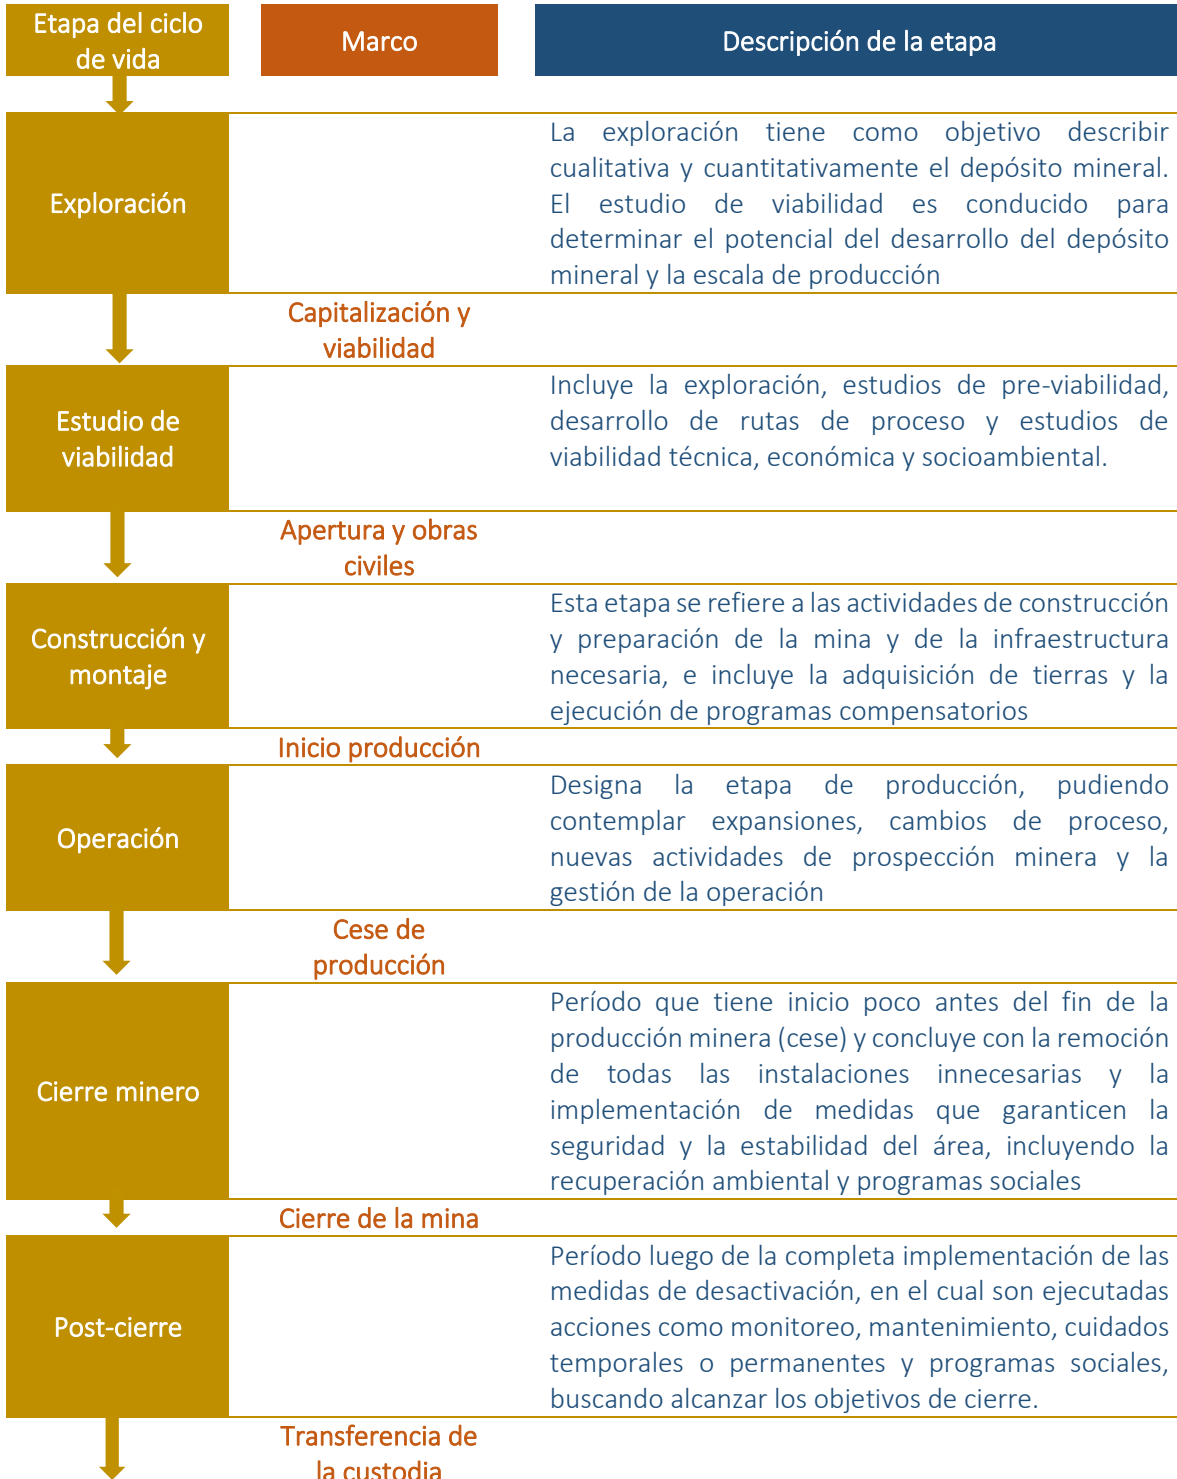 Etapa del ciclo
de vida
Marco
Descripción de la etapa
Exploración
La exploración tiene como objetivo describir
cualitativa y cuantitativamente el depósito mineral.
El estudio de viabilidad es conducido para
determinar el potencial del desarrollo del depósito
mineral y la escala de producción
Capitalización y
viabilidad
Estudio de
viabilidad
Incluye la exploración, estudios de pre-viabilidad,
desarrollo de rutas de proceso y estudios de
viabilidad técnica, económica y socioambiental.
Apertura y obras
civiles
Construcción y
montaje
Esta etapa se refiere a las actividades de construcción
y preparación de la mina y de la infraestructura
necesaria, e incluye la adquisición de tierras y la
ejecución de programas compensatorios
Inicio producción
Operación
Designa la etapa de producción, pudiendo
contemplar expansiones, cambios de proceso,
nuevas actividades de prospección minera y la
gestión de la operación
Cese de
producción
Cierre minero
Período que tiene inicio poco antes del fin de la
producción minera (cese) y concluye con la remoción
de todas las instalaciones innecesarias y la
implementación de medidas que garanticen la
seguridad y la estabilidad del área, incluyendo la
recuperación ambiental y programas sociales
Cierre de la mina
Post-cierre
Período luego de la completa implementación de las
medidas de desactivación, en el cual son ejecutadas
acciones como monitoreo, mantenimiento, cuidados
temporales o permanentes y programas sociales,
buscando alcanzar los objetivos de cierre.
Transferencia de
la custodia